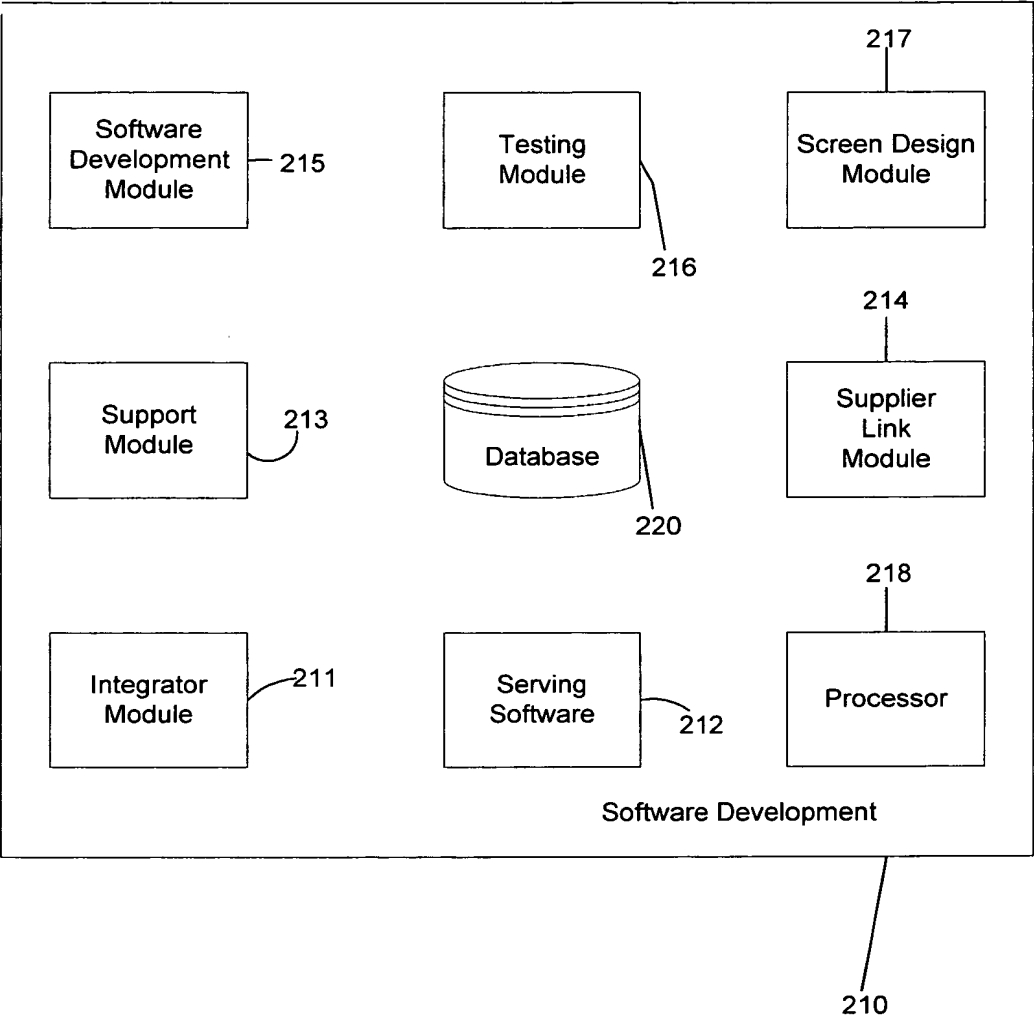 217
Software
Development
Module
215
Testing
Module
216
Screen Design
Module
214
Support
Module
213
Database
220
Supplier
Link
Module
218
Integrator
Module
211
Serving
Software
212
Processor
Software Development
210